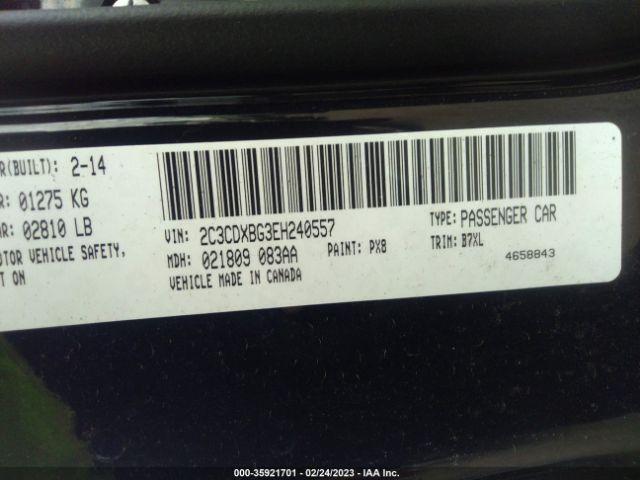 R(BUILT): 2-14
R: 01275 KG
R: 02810 LB
OTOR VEHICLE SAFETY,
T ON
VIN: 2C3CDXBG3EH240557
TYPE: PASSENGER CAR
MDH: 021809 083AA
PAINT: PX8
TRIM: B7XL
VEHICLE MADE IN CANADA
4658843
000-35921701 - 02/24/2023 - IAA Inc.